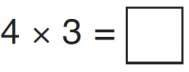 4 × 3 =